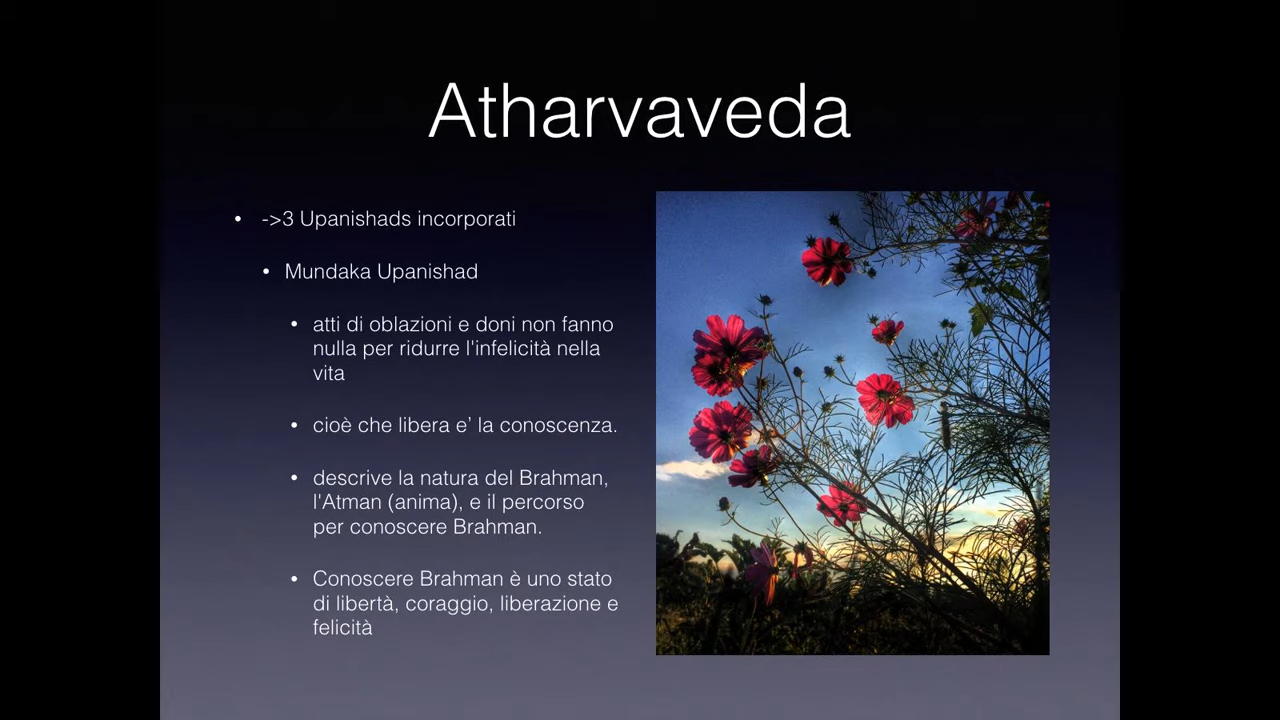 Atharvaveda
• ->3 Upanishads incorporati
• Mundaka Upanishad
• atti di oblazioni e doni non fanno
nulla per ridurre l'infelicità nella
vita
• cioè che libera e’ la conoscenza.
• descrive la natura del Brahman,
l'Atman (anima), e il percorso
per conoscere Brahman.
• Conoscere Brahman è uno stato
di libertà, coraggio, liberazione e
felicità